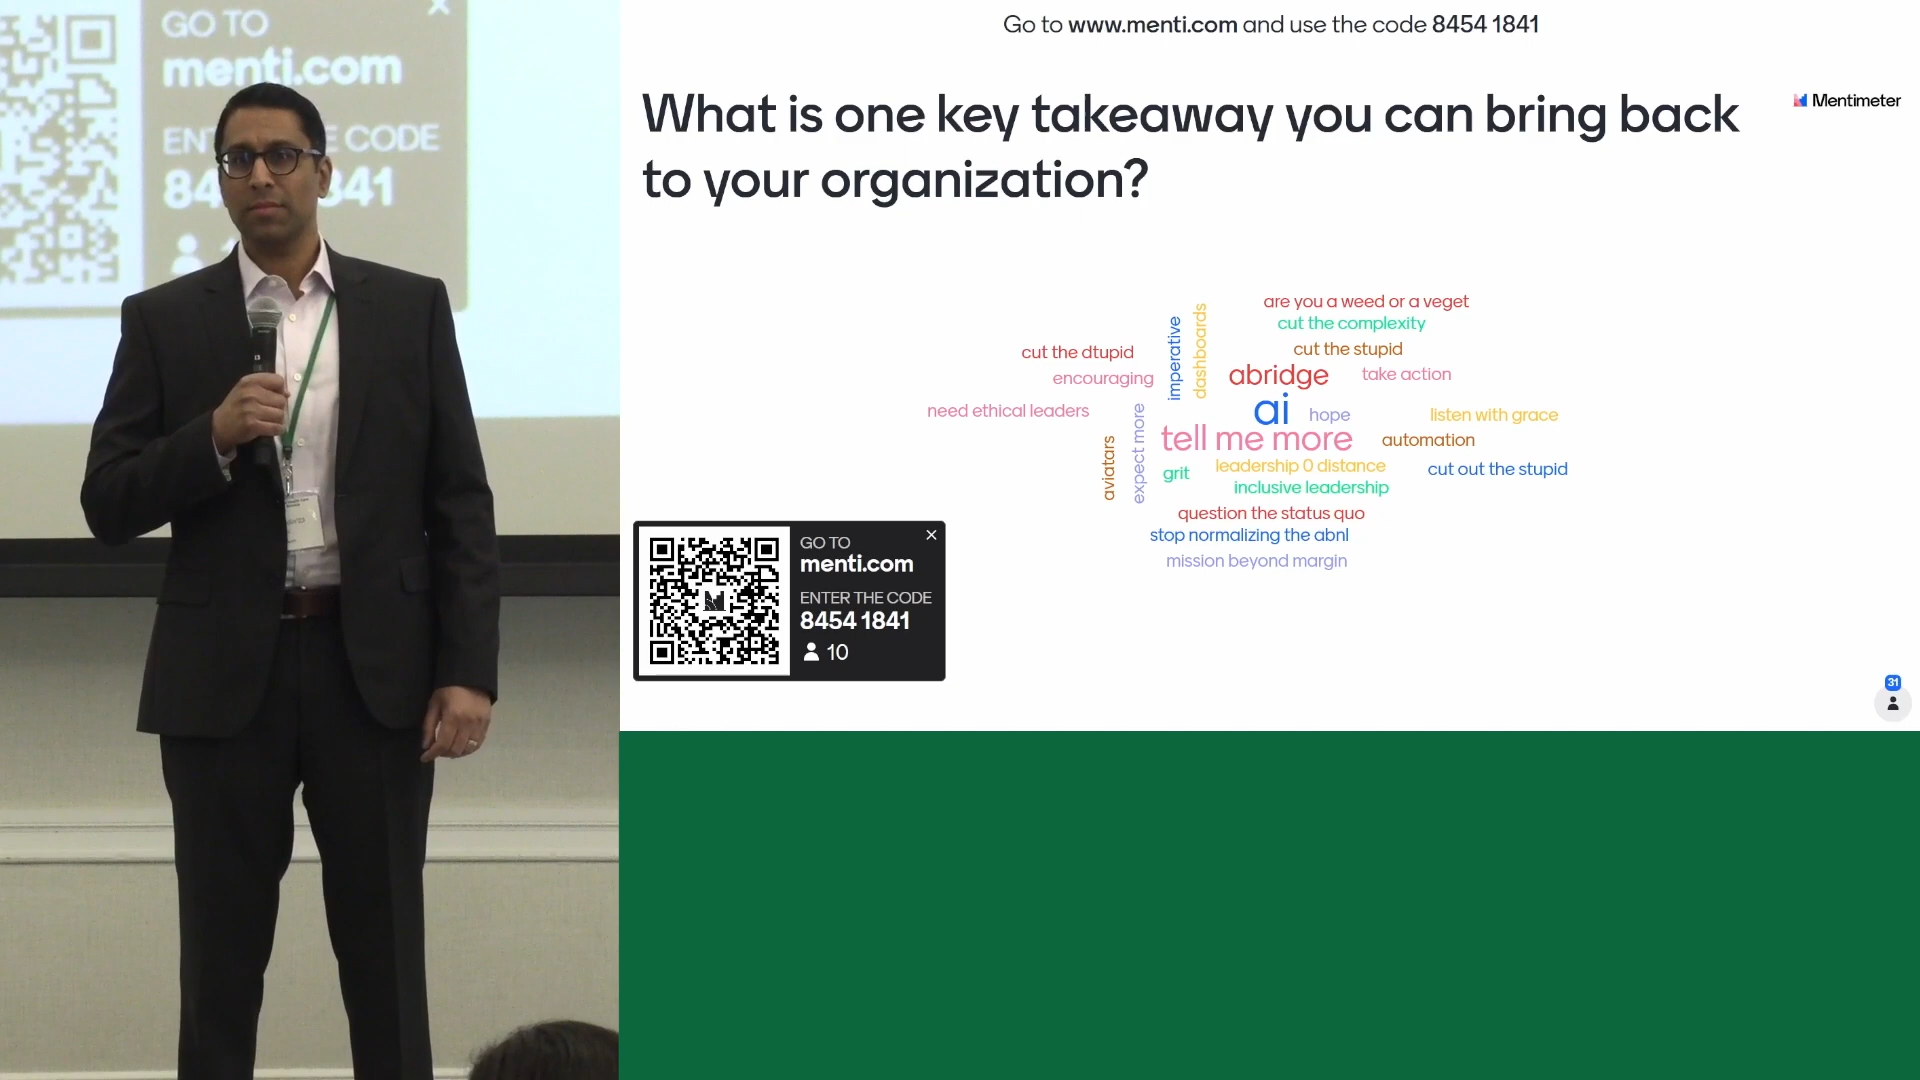 GO TO
menti.com
ENT E CODE
84 841
Go to www.menti.com and use the code 8454 1841
What is one key takeaway you can bring back
to your organization?
Mentimeter
are you a weed or a veget
cut the complexity
cut the stupid
cut the dtupid
imperative
dashboards
encouraging
abridge
take action
need ethical leaders
ai
hope
listen with grace
tell me more
automation
aviatars
expect more
grit
leadership 0 distance
cut out the stupid
inclusive leadership
question the status quo
stop normalizing the abnl
mission beyond margin
GO TO
menti.com
ENTER THE CODE
8454 1841
10
31